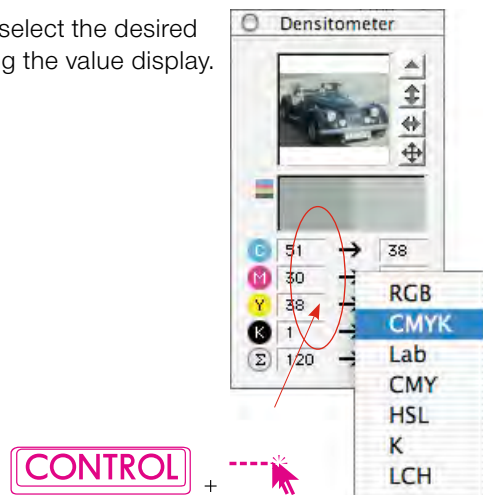 select the desired
g the value display.
Densitometer
C 51 → 38
M 30 →
Y 38 →
K 1 →
Σ 120 →
RGB
CMYK
Lab
CMY
HSL
K
LCH
CONTROL +